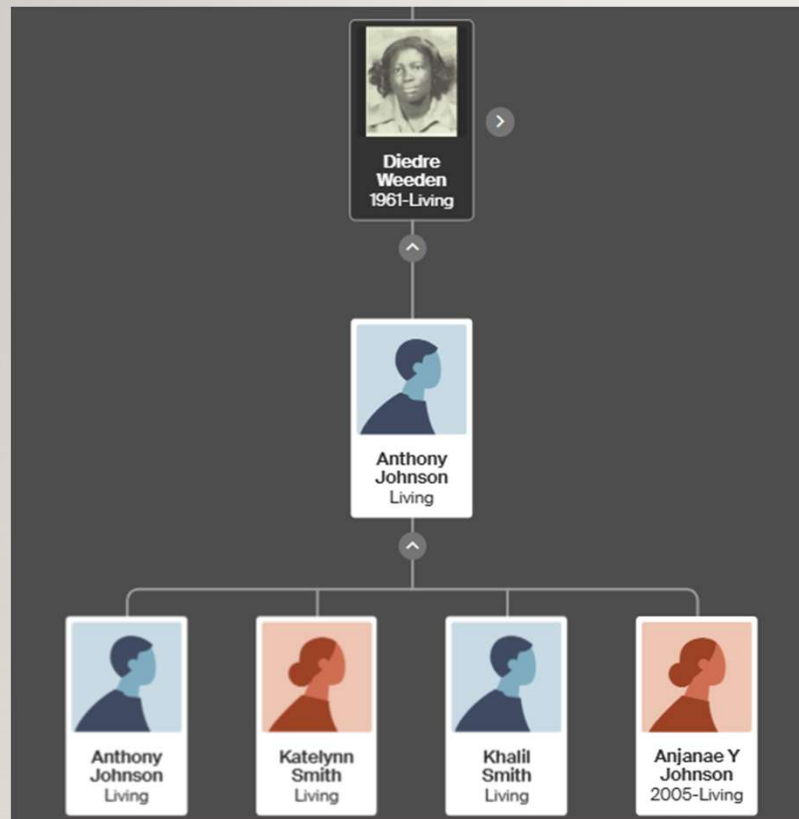 Diedre
Weeden
1961-Living
Anthony
Johnson
Living
Anthony
Johnson
Living
Katelynn
Smith
Living
Khalil
Smith
Living
Anjanae Y
Johnson
2005-Living